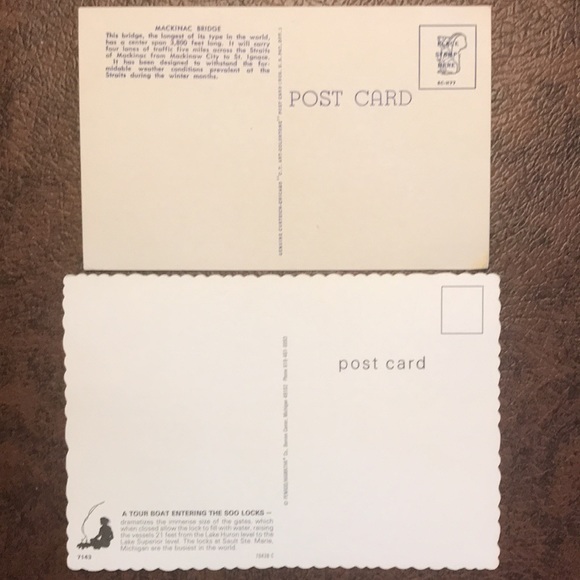 MACKINAC BRIDGE
This bridge, the longest of its type in the world,
has a center span 3,800 feet long. It will carry
four lanes of traffic five miles across the Straits
of Mackinac from Mackinaw City to St. Ignace.
It has been designed to withstand the for-
midable weather conditions prevalent of the
Straits during the winter months.
PLACE
STAMP
HERE
POST CARD
post card
A TOUR BOAT ENTERING THE SOO LOCKS —
dramatizes the immense size of the gates, which
when closed allow the lock to fill with water, raising
the vessels 21 feet from the Lake Huron level to the
Lake Superior level. The locks at Sault Ste. Marie,
Michigan are the busiest in the world.